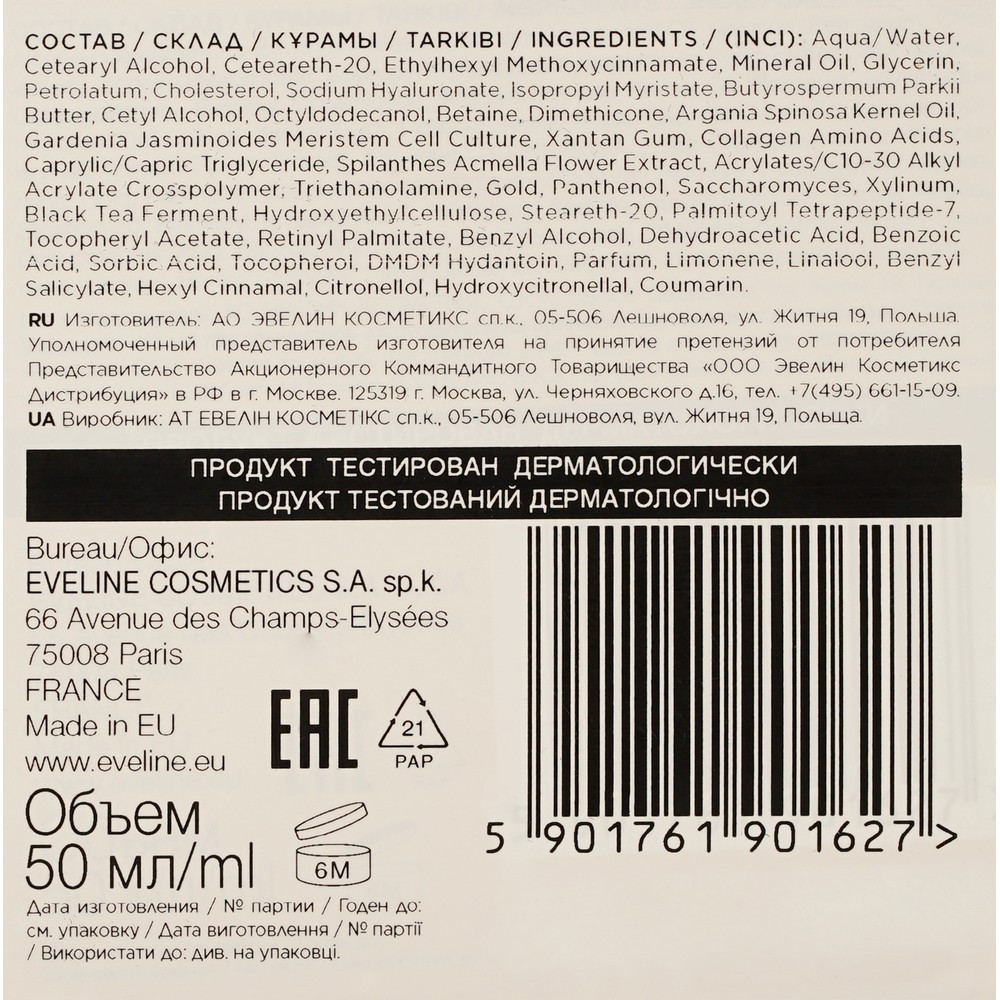 СОСТАВ / СКЛАД / ҚҰРАМЫ / TARKIBI / INGREDIENTS / (INCI): Aqua/Water,
Cetearyl Alcohol, Ceteareth-20, Ethylhexyl Methoxycinnamate, Mineral Oil, Glycerin,
Petrolatum, Cholesterol, Sodium Hyaluronate, Isopropyl Myristate, Butyrospermum Parkii
Butter, Cetyl Alcohol, Octyldodecanol, Betaine, Dimethicone, Argania Spinosa Kernel Oil,
Gardenia Jasminoides Meristem Cell Culture, Xantan Gum, Collagen Amino Acids,
Caprylic/Capric Triglyceride, Spilanthes Acmella Flower Extract, Acrylates/C10-30 Alkyl
Acrylate Crosspolymer, Triethanolamine, Gold, Panthenol, Saccharomyces, Xylinum,
Black Tea Ferment, Hydroxyethylcellulose, Steareth-20, Palmitoyl Tetrapeptide-7,
Tocopheryl Acetate, Retinyl Palmitate, Benzyl Alcohol, Dehydroacetic Acid, Benzoic
Acid, Sorbic Acid, Tocopherol, DMDM Hydantoin, Parfum, Limonene, Linalool, Benzyl
Salicylate, Hexyl Cinnamal, Citronellol, Hydroxycitronellal, Coumarin.
RU Изготовитель: АО ЭВЕЛИН КОСМЕТИКС сп.к., 05-506 Лешноволя, ул. Житня 19, Польша.
Уполномоченный представитель изготовителя на принятие претензий от потребителя
Представительство Акционерного Коммандитного Товарищества «ООО Эвелин Косметикс
Дистрибуция» в РФ в г. Москве. 125319 г. Москва, ул. Черняховского д.16, тел. +7(495) 661-15-09.
UA Виробник: АТ ЕВЕЛІН КОСМЕТІКС сп.к., 05-506 Лешноволя, вул. Житня 19, Польща.
ПРОДУКТ ТЕСТИРОВАН ДЕРМАТОЛОГИЧЕСКИ
ПРОДУКТ ТЕСТОВАНИЙ ДЕРМАТОЛОГІЧНО
Bureau/Офис:
EVELINE COSMETICS S.A. sp.k.
66 Avenue des Champs-Elysées
75008 Paris
FRANCE
Made in EU
www.eveline.eu
EAC
21
PAP
Объем
50 мл/ml
6M
5 901761 901627 >
Дата изготовления / № партии / Годен до:
см. упаковку / Дата виготовлення / № партії
/ Використати до: див. на упаковці.